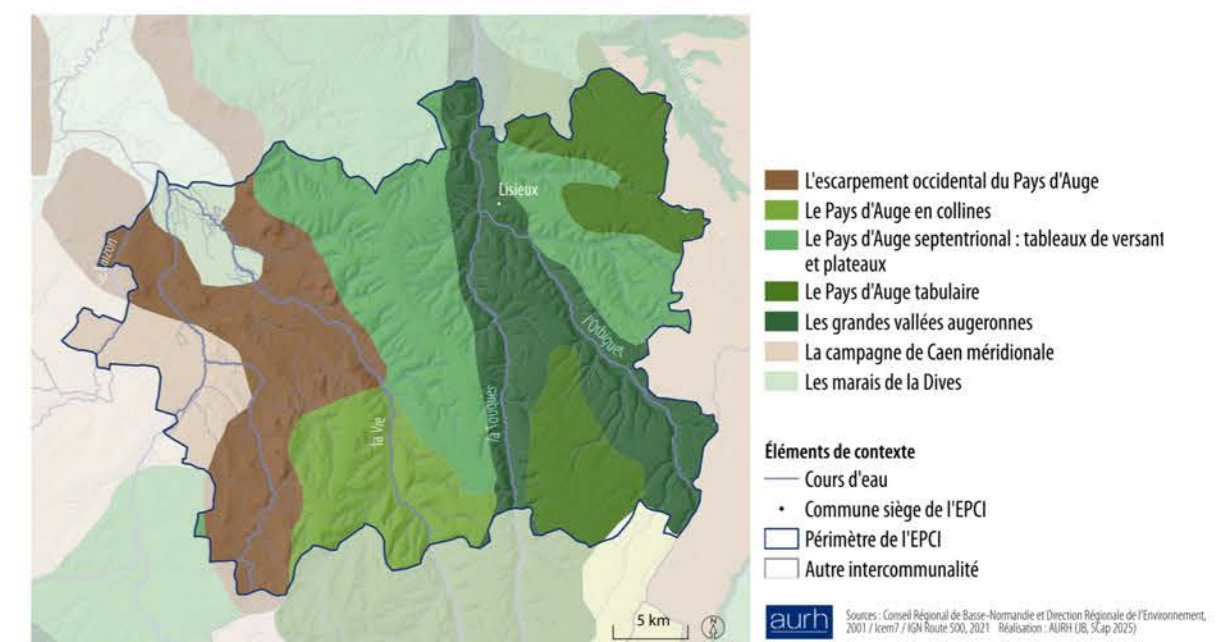 Lisieux
l'Orbiquet
la Vie
la Touques
5 km
N
L'escarpement occidental du Pays d'Auge
Le Pays d'Auge en collines
Le Pays d'Auge septentrional : tableaux de versant
et plateaux
Le Pays d'Auge tabulaire
Les grandes vallées augeronnes
La campagne de Caen méridionale
Les marais de la Dives
Éléments de contexte
Cours d'eau
Commune siège de l'EPCI
Périmètre de l'EPCI
Autre intercommunalité
aurh
Sources : Conseil Régional de Basse-Normandie et Direction Régionale de l'Environnement,
2001 / Icem7 / IGN Route 500, 2021 Réalisation : AURH (JB, SCap 2025)